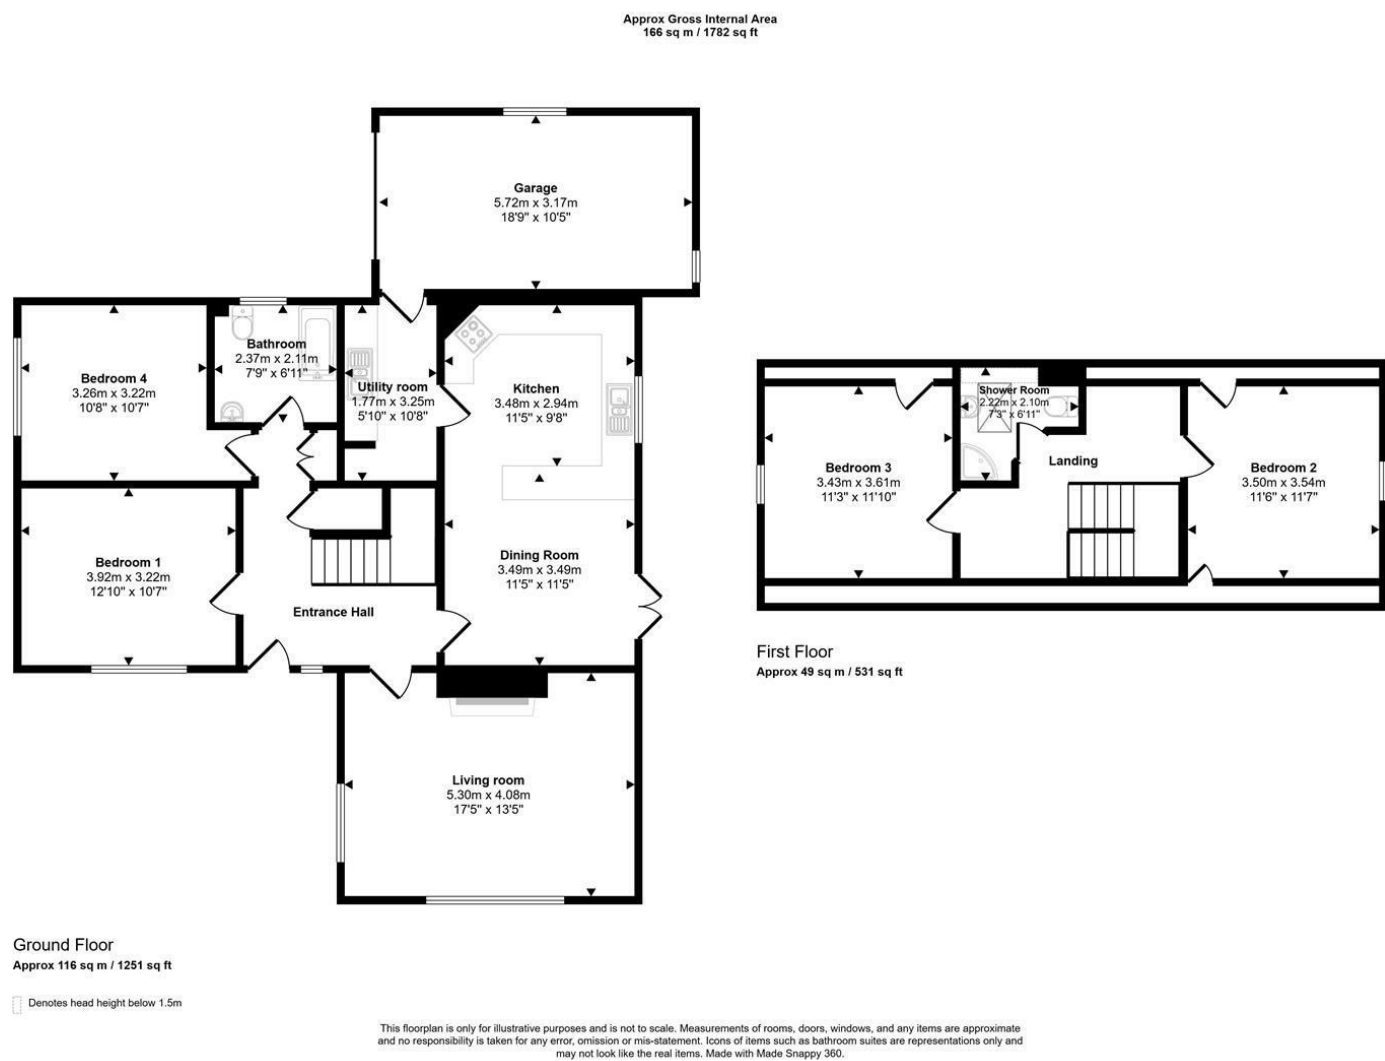 Approx Gross Internal Area
166 sq m / 1782 sq ft
Garage
5.72m x 3.17m
18'9" x 10'5"
Bathroom
2.37m x 2.11m
7'9" x 6'11"
Bedroom 4
3.26m x 3.22m
10'8" x 10'7"
Utility room
1.77m x 3.25m
5'10" x 10'8"
Kitchen
3.48m x 2.94m
11'5" x 9'8"
Bedroom 1
3.92m x 3.22m
12'10" x 10'7"
Dining Room
3.49m x 3.49m
11'5" x 11'5"
Entrance Hall
Living room
5.30m x 4.08m
17'5" x 13'5"
Shower Room
2.22m x 2.10m
7'3" x 6'11"
Landing
Bedroom 3
3.43m x 3.61m
11'3" x 11'10"
Bedroom 2
3.50m x 3.54m
11'6" x 11'7"
First Floor
Approx 49 sq m / 531 sq ft
Ground Floor
Approx 116 sq m / 1251 sq ft
Denotes head height below 1.5m
This floorplan is only for illustrative purposes and is not to scale. Measurements of rooms, doors, windows, and any items are approximate
and no responsibility is taken for any error, omission or mis-statement. Icons of items such as bathroom suites are representations only and
may not look like the real items. Made with Made Snappy 360.